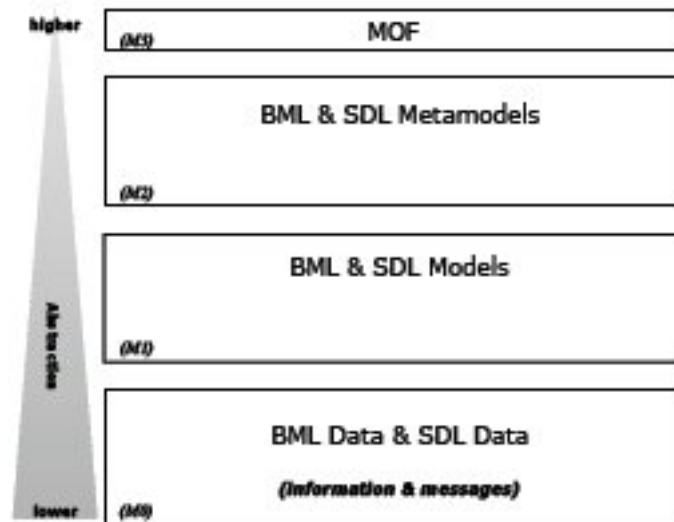 higher
MOF
(M3)
BML & SDL Metamodels
(M2)
BML & SDL Models
Abstraction
(M1)
BML Data & SDL Data
(information & messages)
lower
(M0)